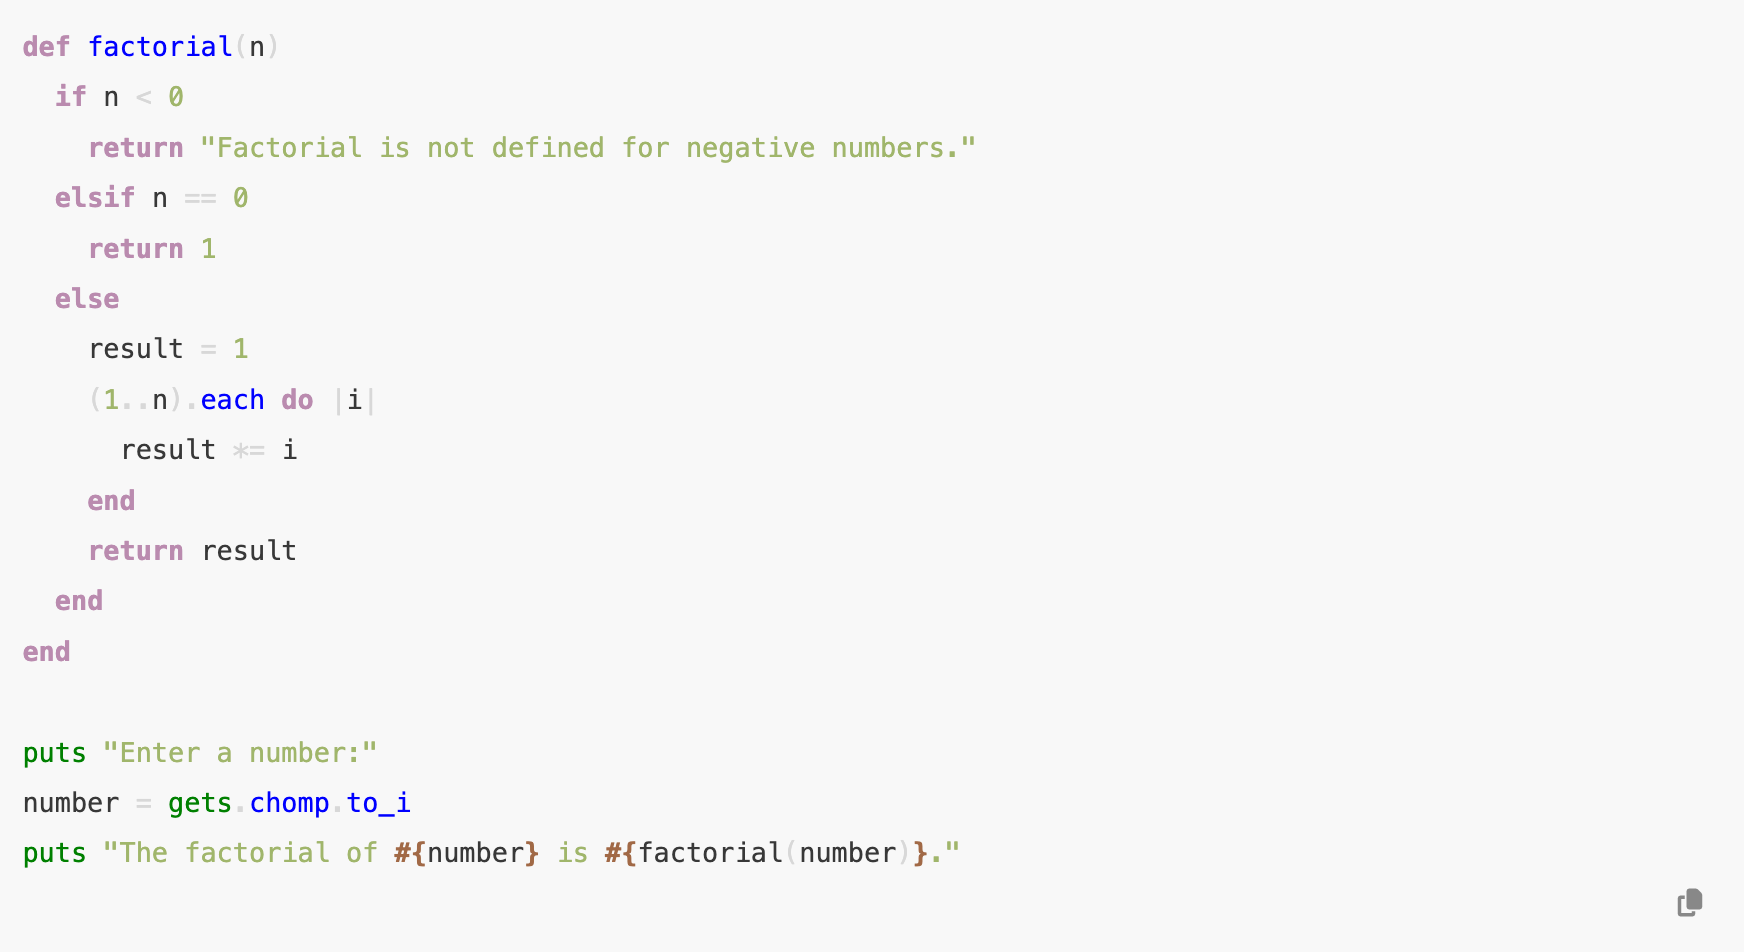 def factorial(n)
  if n < 0
    return "Factorial is not defined for negative numbers."
  elsif n == 0
    return 1
  else
    result = 1
    (1..n).each do |i|
      result *= i
    end
    return result
  end
end

puts "Enter a number:"
number = gets.chomp.to_i
puts "The factorial of #{number} is #{factorial(number)}."